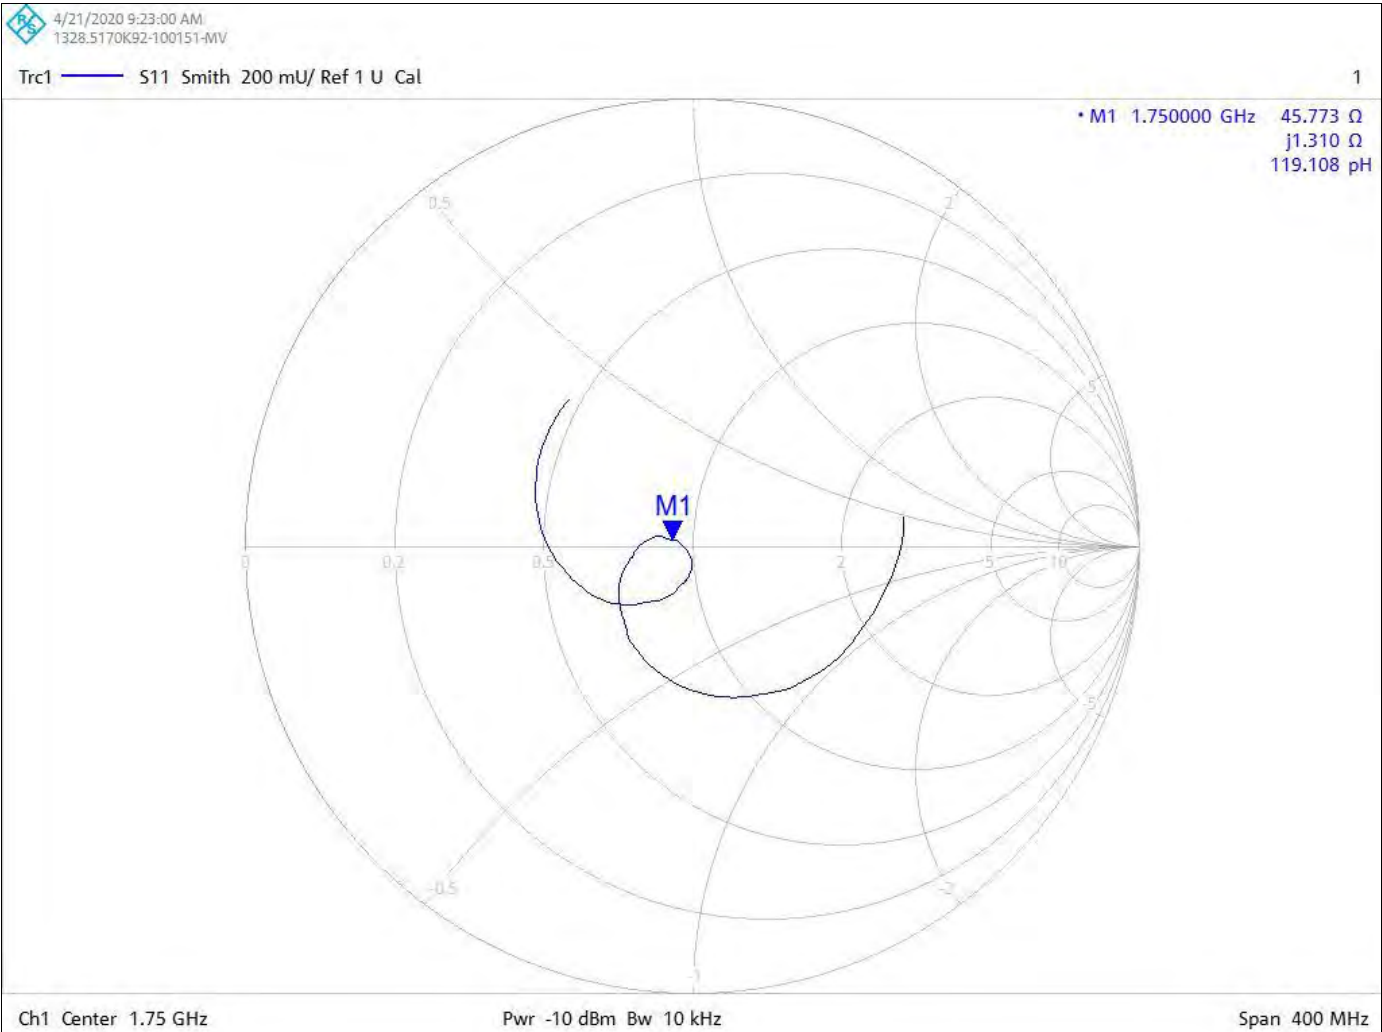 R&S
4/21/2020 9:23:00 AM
1328.5170K92-100151-MV
Trc1 S11 Smith 200 mU/ Ref 1 U Cal 1
• M1 1.750000 GHz 45.773 Ω
j1.310 Ω
119.108 pH
0.5 2
5
M1
0 0.2 0.5 2 5 10
-5
-0.5 -2
-1
Ch1 Center 1.75 GHz Pwr -10 dBm Bw 10 kHz Span 400 MHz